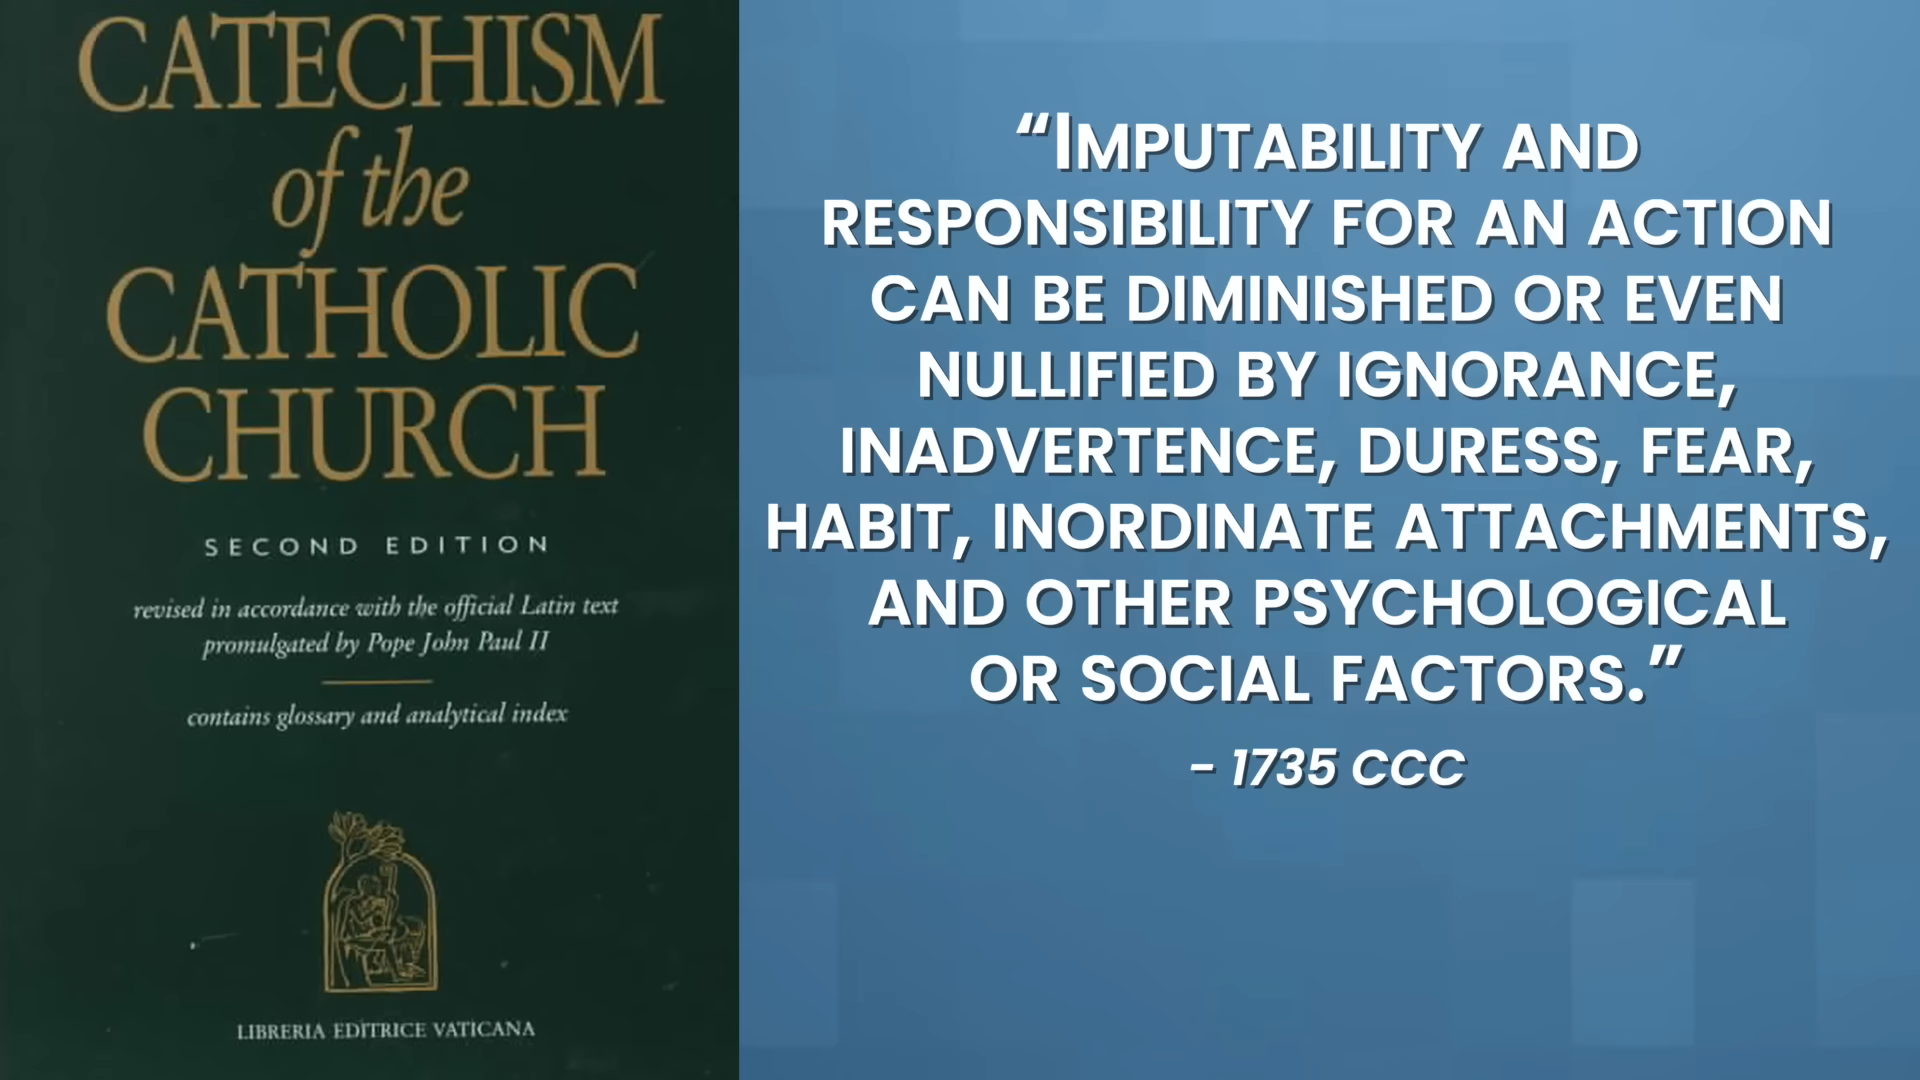 CATECHISM
of the
CATHOLIC
CHURCH
SECOND EDITION
revised in accordance with the official Latin text
promulgated by Pope John Paul II
contains glossary and analytical index
LIBRERIA EDITRICE VATICANA
“IMPUTABILITY AND
RESPONSIBILITY FOR AN ACTION
CAN BE DIMINISHED OR EVEN
NULLIFIED BY IGNORANCE,
INADVERTENCE, DURESS, FEAR,
HABIT, INORDINATE ATTACHMENTS,
AND OTHER PSYCHOLOGICAL
OR SOCIAL FACTORS.”
- 1735 CCC